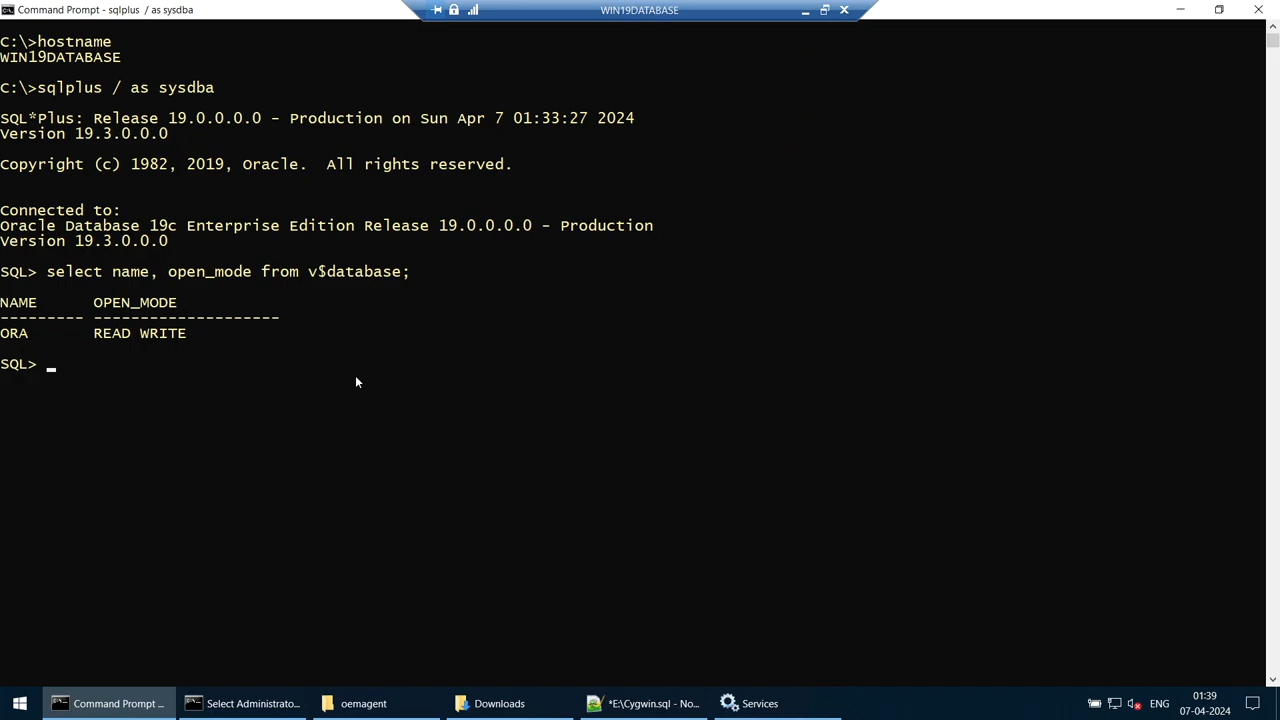 Command Prompt - sqlplus  / as sysdba
WIN19DATABASE
C:\>hostname
WIN19DATABASE
C:\>sqlplus / as sysdba
SQL*Plus: Release 19.0.0.0.0 - Production on Sun Apr 7 01:33:27 2024
Version 19.3.0.0.0
Copyright (c) 1982, 2019, Oracle.  All rights reserved.
Connected to:
Oracle Database 19c Enterprise Edition Release 19.0.0.0.0 - Production
Version 19.3.0.0.0
SQL> select name, open_mode from v$database;
NAME      OPEN_MODE
--------- --------------------
ORA       READ WRITE
SQL>
Command Prompt ...
Select Administrato...
oemagent
Downloads
*E:\Cygwin.sql - No...
Services
ENG
01:39
07-04-2024